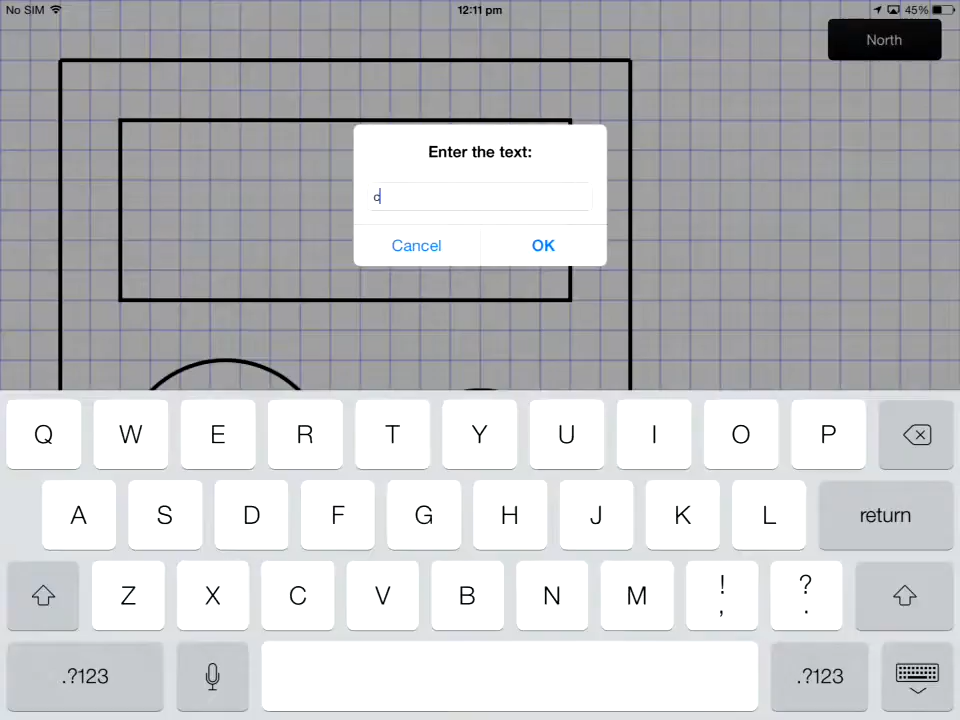 No SIM 12:11 pm 45%
North
Enter the text:
c
Cancel OK
Q W E R T Y U I O P
A S D F G H J K L return
Z X C V B N M ! , ? .
.?123 .?123